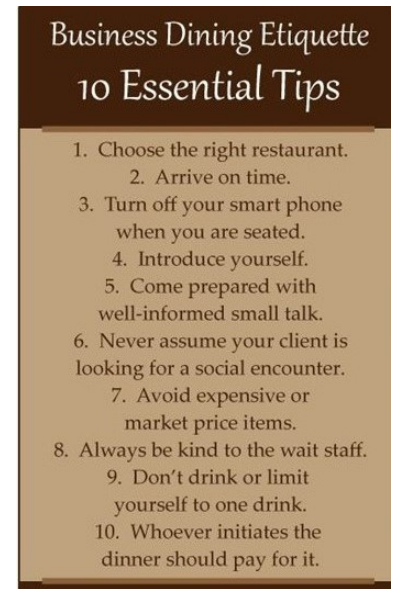 Business Dining Etiquette
10 Essential Tips
1. Choose the right restaurant.
2. Arrive on time.
3. Turn off your smart phone
when you are seated.
4. Introduce yourself.
5. Come prepared with
well-informed small talk.
6. Never assume your client is
looking for a social encounter.
7. Avoid expensive or
market price items.
8. Always be kind to the wait staff.
9. Don't drink or limit
yourself to one drink.
10. Whoever initiates the
dinner should pay for it.